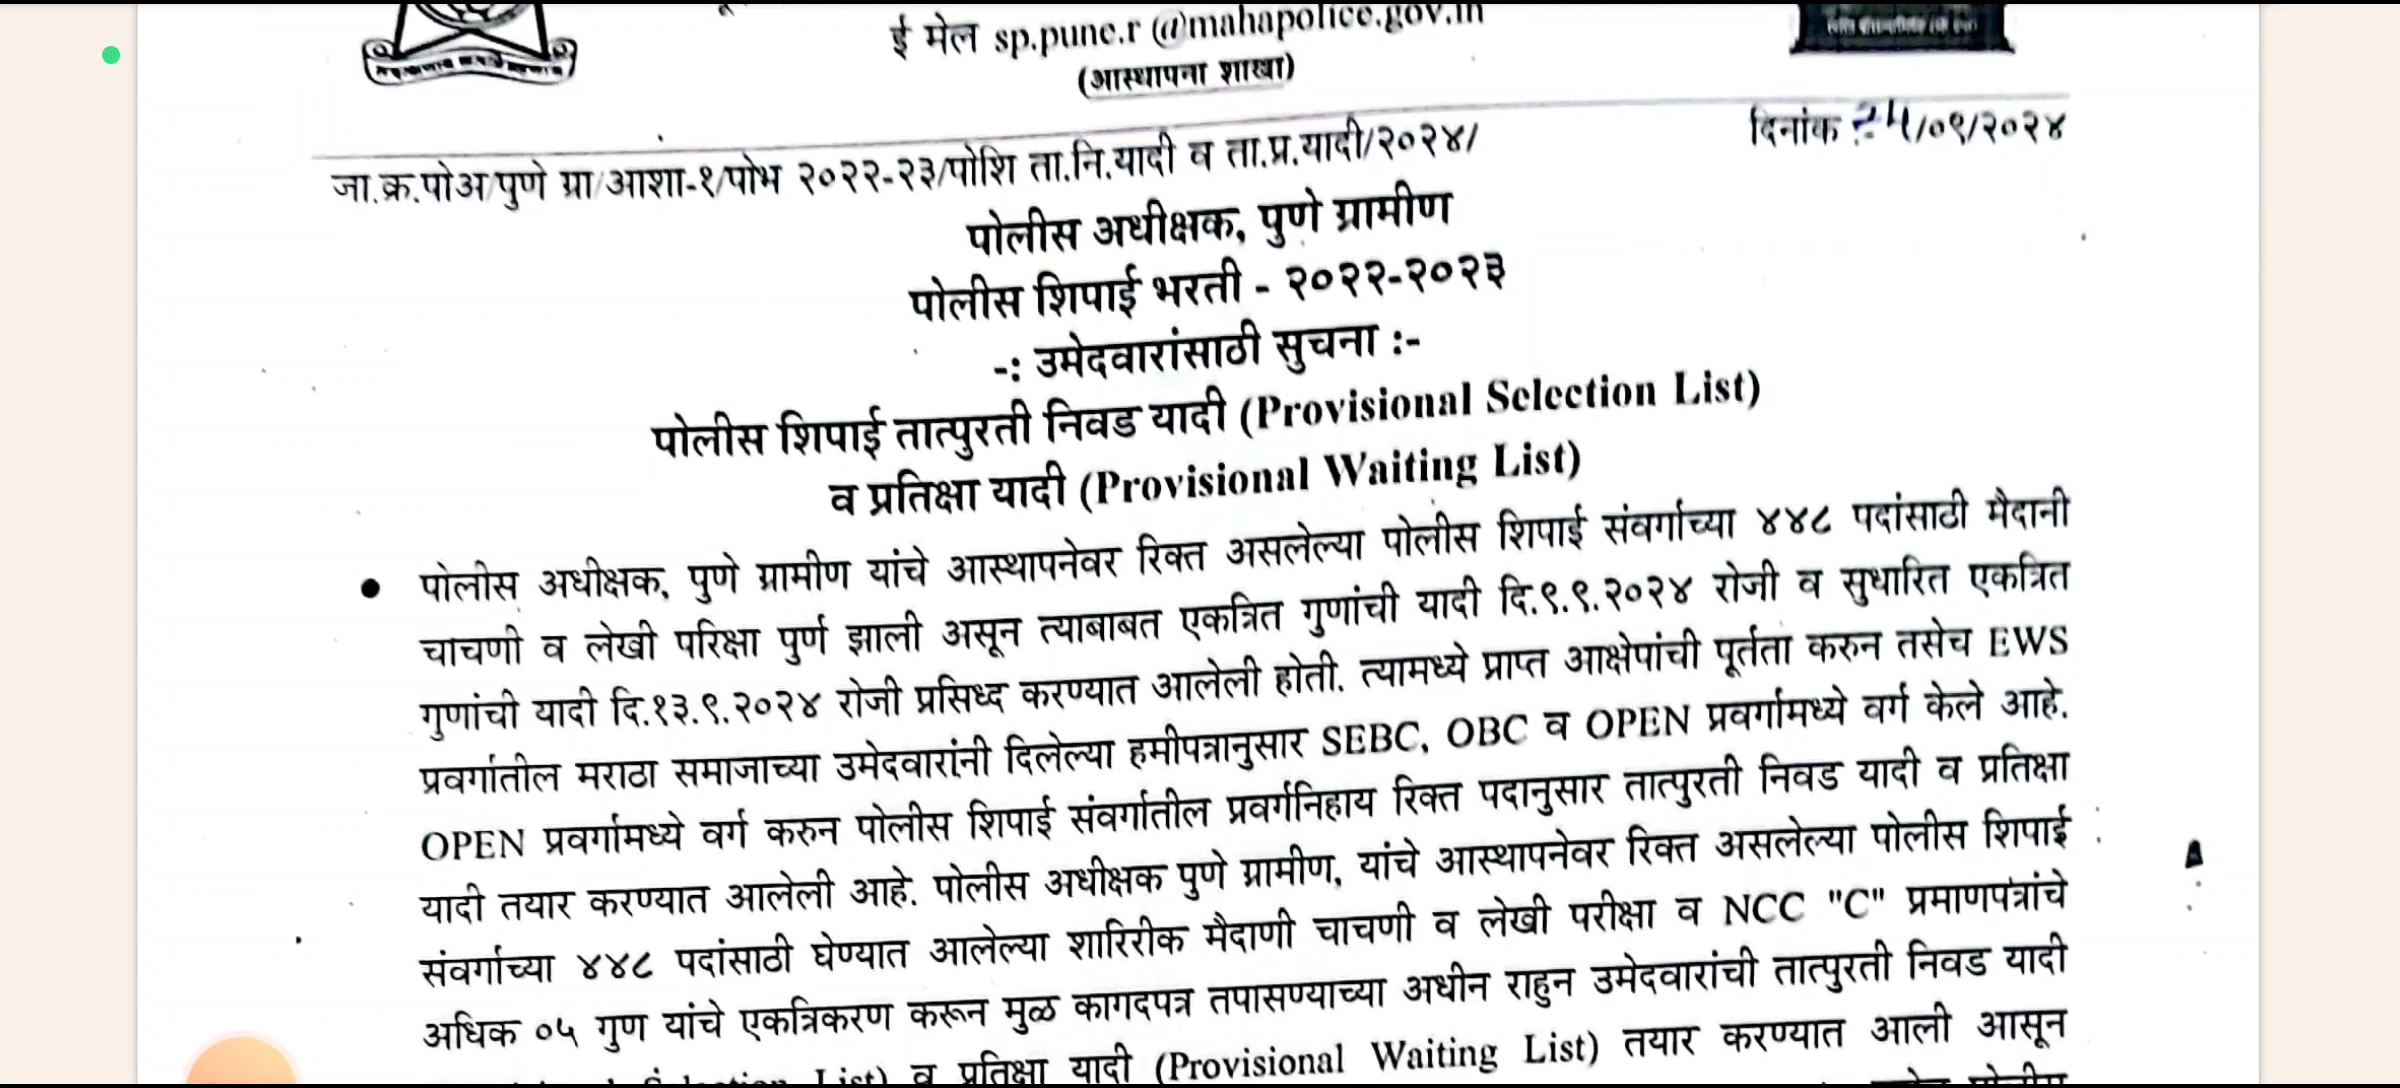 ई मेल sp.pune.r @mahapolice.gov.in
(आस्थापना शाखा)
दिनांक :- /०९/२०२४
जा.क्र.पोअ/पुणे ग्रा/आशा-१/पोभ २०२२-२३/पोशि ता.नि.यादी व ता.प्र.यादी/२०२४/
पोलीस अधीक्षक, पुणे ग्रामीण
पोलीस शिपाई भरती - २०२२-२०२३
-: उमेदवारांसाठी सुचना :-
पोलीस शिपाई तात्पुरती निवड यादी (Provisional Selection List)
व प्रतिक्षा यादी (Provisional Waiting List)
● पोलीस अधीक्षक, पुणे ग्रामीण यांचे आस्थापनेवर रिक्त असलेल्या पोलीस शिपाई संवर्गाच्या ४४८ पदांसाठी मैदानी
चाचणी व लेखी परिक्षा पुर्ण झाली असून त्याबाबत एकत्रित गुणांची यादी दि.९.९.२०२४ रोजी व सुधारित एकत्रित
गुणांची यादी दि.१३.९.२०२४ रोजी प्रसिध्द करण्यात आलेली होती. त्यामध्ये प्राप्त आक्षेपांची पूर्तता करुन तसेच EWS
प्रवर्गातील मराठा समाजाच्या उमेदवारांनी दिलेल्या हमीपत्रानुसार SEBC, OBC व OPEN प्रवर्गामध्ये वर्ग केले आहे.
OPEN प्रवर्गामध्ये वर्ग करुन पोलीस शिपाई संवर्गातील प्रवर्गनिहाय रिक्त पदानुसार तात्पुरती निवड यादी व प्रतिक्षा
यादी तयार करण्यात आलेली आहे. पोलीस अधीक्षक पुणे ग्रामीण, यांचे आस्थापनेवर रिक्त असलेल्या पोलीस शिपाई
संवर्गाच्या ४४८ पदांसाठी घेण्यात आलेल्या शारिरीक मैदाणी चाचणी व लेखी परीक्षा व NCC "C" प्रमाणपत्रांचे
अधिक ०५ गुण यांचे एकत्रिकरण करून मुळ कागदपत्र तपासण्याच्या अधीन राहुन उमेदवारांची तात्पुरती निवड यादी
List) व प्रतिक्षा यादी (Provisional Waiting List) तयार करण्यात आली आसून